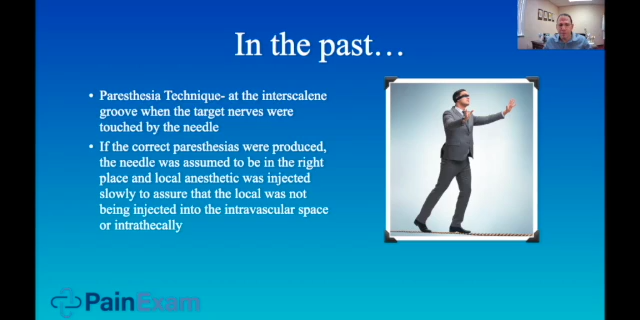 In the past…
• Paresthesia Technique- at the interscalene
groove when the target nerves were
touched by the needle
• If the correct paresthesias were produced,
the needle was assumed to be in the right
place and local anesthetic was injected
slowly to assure that the local was not
being injected into the intravascular space
or intrathecally
PainExam